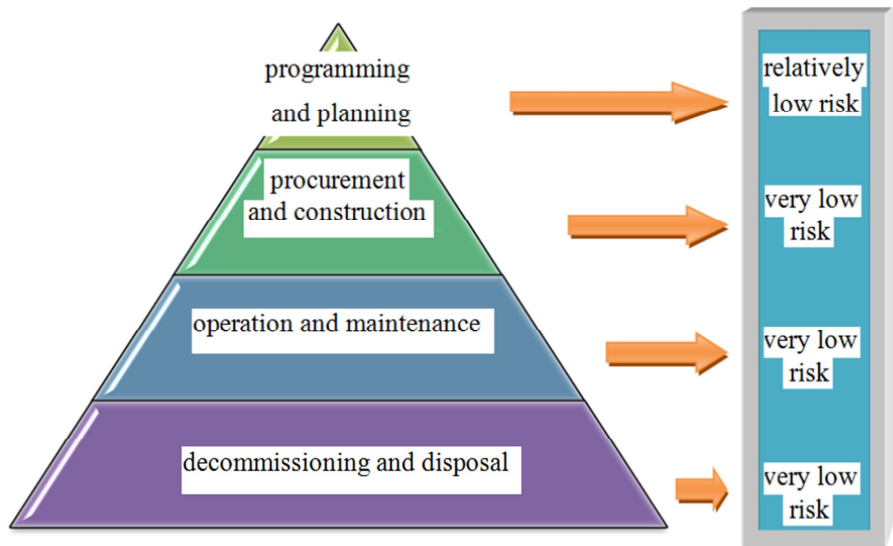 programming
and planning
relatively
low risk
procurement
and construction
very low
risk
operation and maintenance
very low
risk
decommissioning and disposal
very low
risk